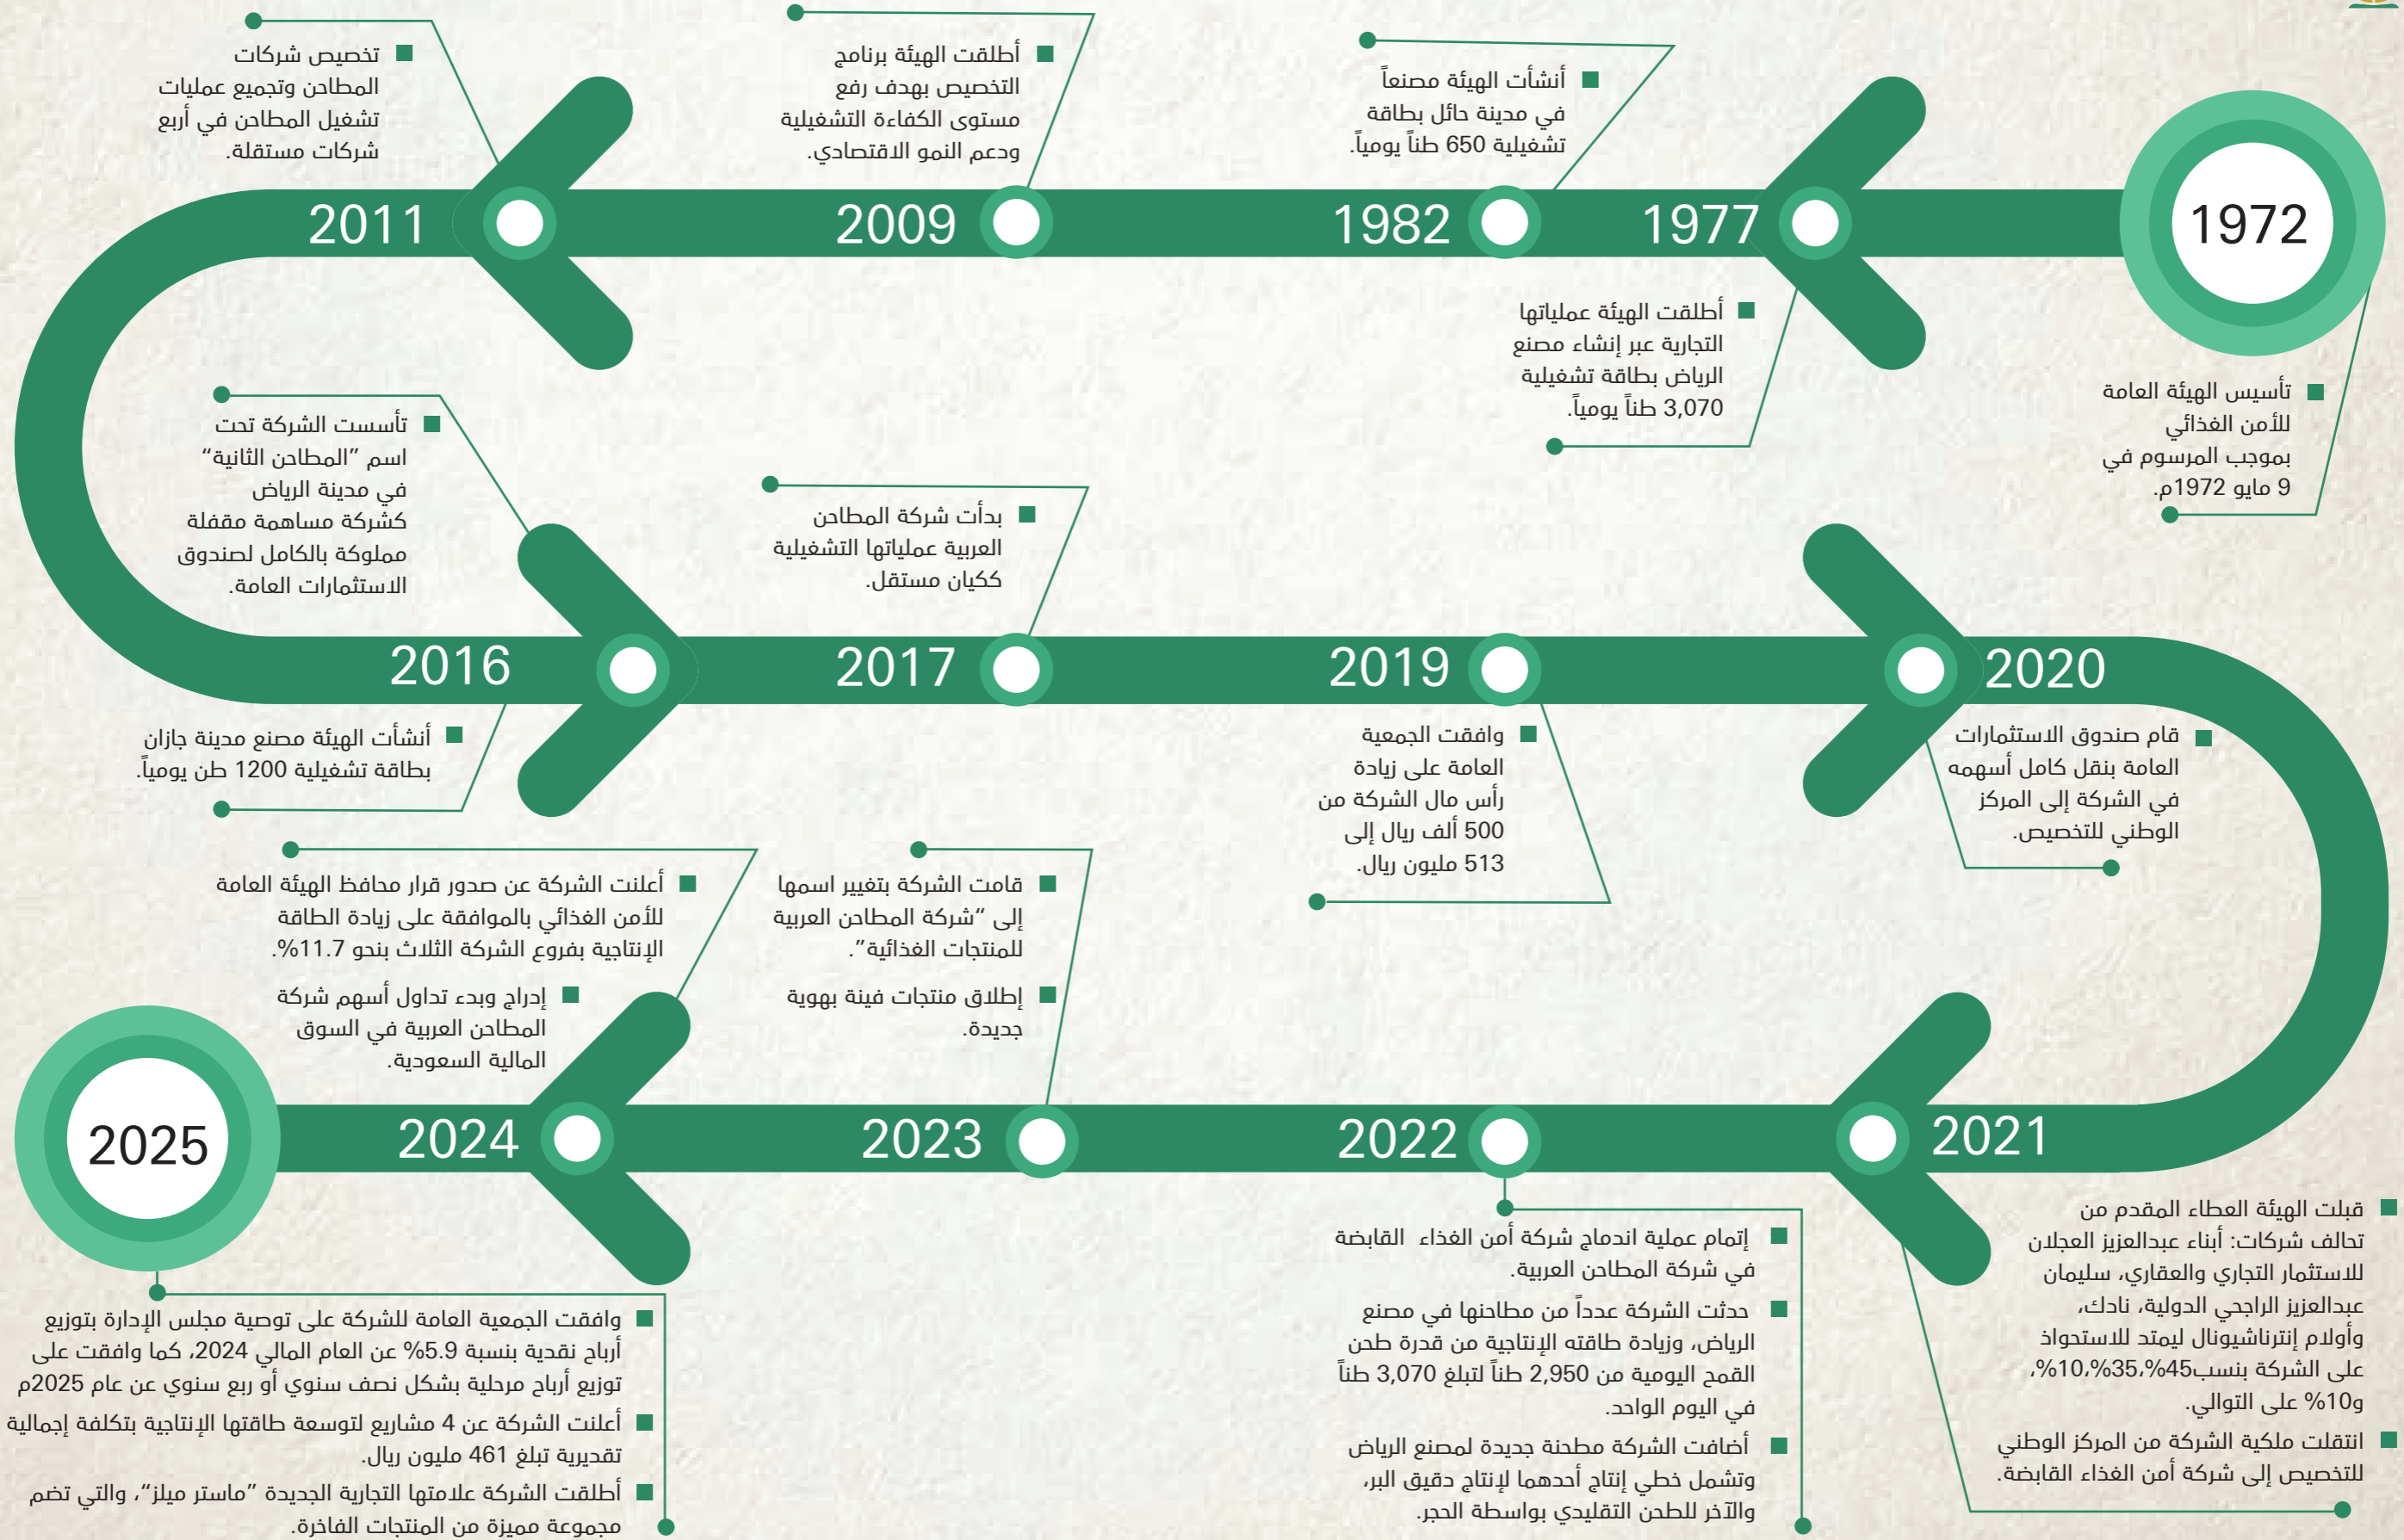 1972
تأسيس الهيئة العامة
للأمن الغذائي
بموجب المرسوم في
9 مايو 1972م.
1977
أطلقت الهيئة عملياتها
التجارية عبر إنشاء مصنع
الرياض بطاقة تشغيلية
3,070 طناً يومياً.
1982
أنشأت الهيئة مصنعاً
في مدينة حائل بطاقة
تشغيلية 650 طناً يومياً.
2009
أطلقت الهيئة برنامج
التخصيص بهدف رفع
مستوى الكفاءة التشغيلية
ودعم النمو الاقتصادي.
2011
تخصيص شركات
المطاحن وتجميع عمليات
تشغيل المطاحن في أربع
شركات مستقلة.
2016
تأسست الشركة تحت
اسم ”المطاحن الثانية“
في مدينة الرياض
كشركة مساهمة مقفلة
مملوكة بالكامل لصندوق
الاستثمارات العامة.
أنشأت الهيئة مصنع مدينة جازان
بطاقة تشغيلية 1200 طن يومياً.
2017
بدأت شركة المطاحن
العربية عملياتها التشغيلية
ككيان مستقل.
2019
وافقت الجمعية
العامة على زيادة
رأس مال الشركة من
500 ألف ريال إلى
513 مليون ريال.
2020
قام صندوق الاستثمارات
العامة بنقل كامل أسهمه
في الشركة إلى المركز
الوطني للتخصيص.
2021
قبلت الهيئة العطاء المقدم من
تحالف شركات: أبناء عبدالعزيز العجلان
للاستثمار التجاري والعقاري، سليمان
عبدالعزيز الراجحي الدولية، نادك،
وأولام إنترناشيونال ليمتد للاستحواذ
على الشركة بنسب45%،35%،10%،
و10% على التوالي.
انتقلت ملكية الشركة من المركز الوطني
للتخصيص إلى شركة أمن الغذاء القابضة.
2022
إتمام عملية اندماج شركة أمن الغذاء القابضة
في شركة المطاحن العربية.
حدثت الشركة عدداً من مطاحنها في مصنع
الرياض، وزيادة طاقته الإنتاجية من قدرة طحن
القمح اليومية من 2,950 طناً لتبلغ 3,070 طناً
في اليوم الواحد.
أضافت الشركة مطحنة جديدة لمصنع الرياض
وتشمل خطي إنتاج أحدهما لإنتاج دقيق البر،
والآخر للطحن التقليدي بواسطة الحجر.
2023
قامت الشركة بتغيير اسمها
إلى “شركة المطاحن العربية
للمنتجات الغذائية”.
إطلاق منتجات فينة بهوية
جديدة.
2024
أعلنت الشركة عن صدور قرار محافظ الهيئة العامة
للأمن الغذائي بالموافقة على زيادة الطاقة
الإنتاجية بفروع الشركة الثلاث بنحو 11.7%.
إدراج وبدء تداول أسهم شركة
المطاحن العربية في السوق
المالية السعودية.
2025
وافقت الجمعية العامة للشركة على توصية مجلس الإدارة بتوزيع
أرباح نقدية بنسبة 5.9% عن العام المالي 2024، كما وافقت على
توزيع أرباح مرحلية بشكل نصف سنوي أو ربع سنوي عن عام 2025م
أعلنت الشركة عن 4 مشاريع لتوسعة طاقتها الإنتاجية بتكلفة إجمالية
تقديرية تبلغ 461 مليون ريال.
أطلقت الشركة علامتها التجارية الجديدة ”ماستر ميلز“، والتي تضم
مجموعة مميزة من المنتجات الفاخرة.